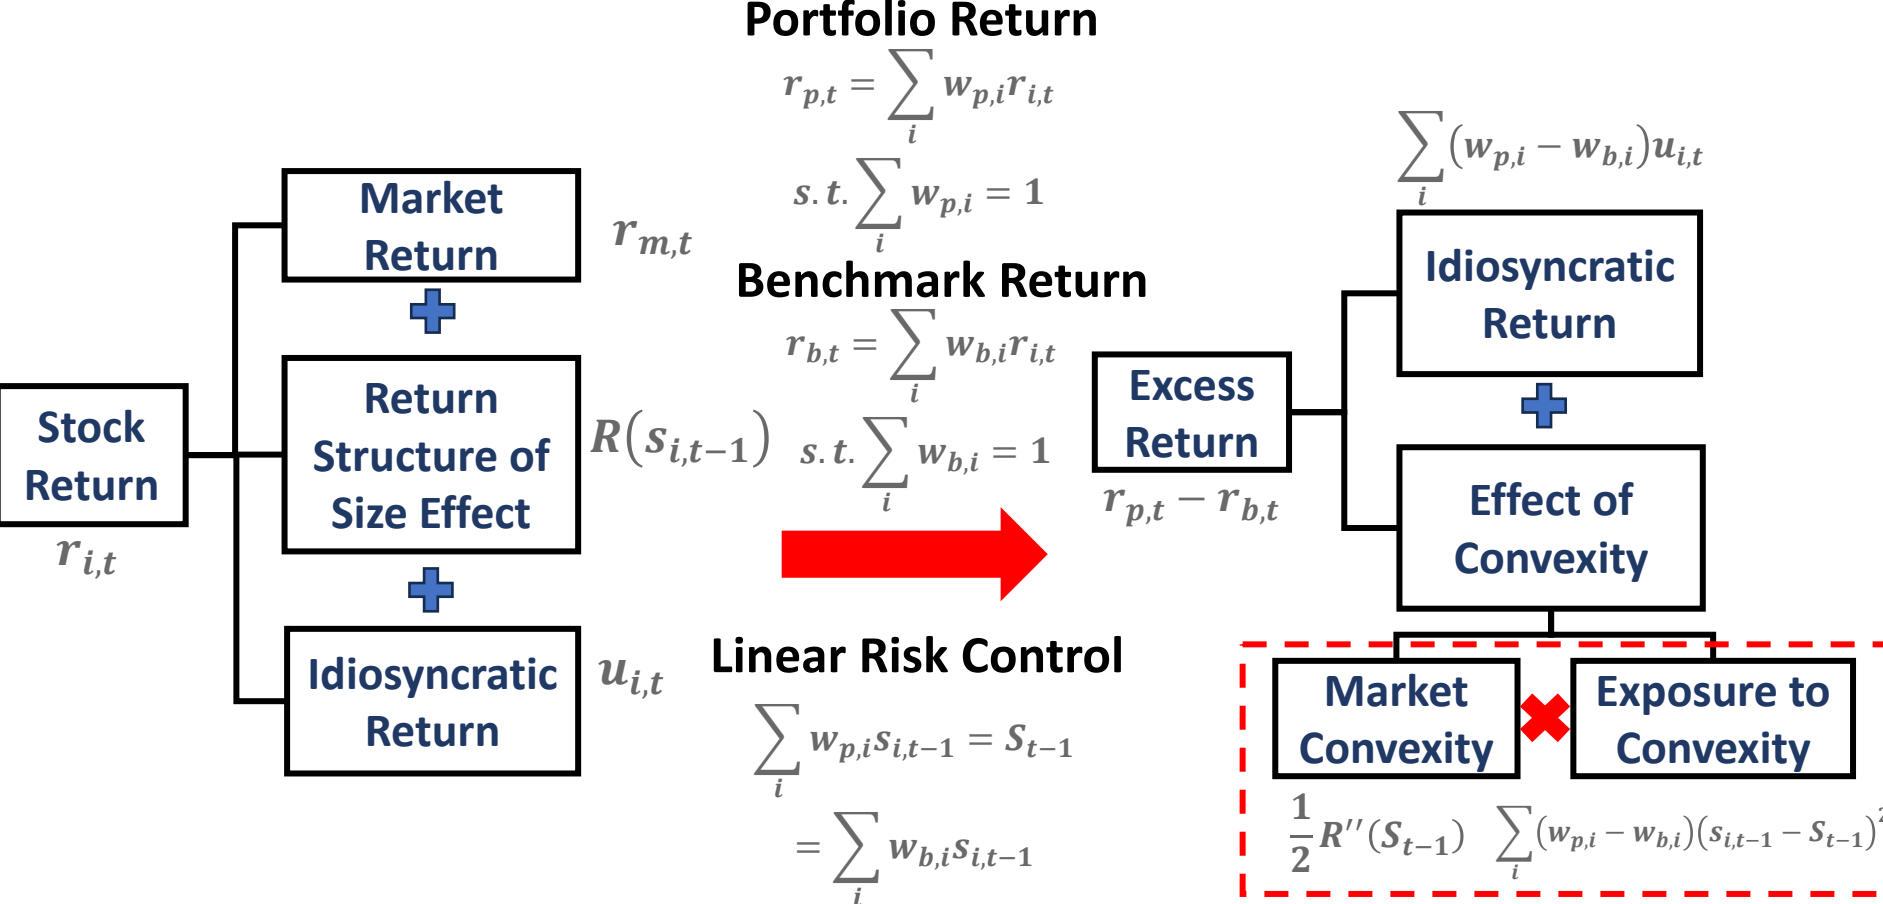 Stock
Return
r_{i,t}
Market
Return
r_{m,t}
Return
Structure of
Size Effect
R(s_{i,t−1})
Idiosyncratic
Return
u_{i,t}
Portfolio Return
r_{p,t} = ∑_i w_{p,i} r_{i,t}
s.t. ∑_i w_{p,i} = 1
Benchmark Return
r_{b,t} = ∑_i w_{b,i} r_{i,t}
s.t. ∑_i w_{b,i} = 1
Linear Risk Control
∑_i w_{p,i} s_{i,t−1} = S_{t−1}
= ∑_i w_{b,i} s_{i,t−1}
Excess
Return
r_{p,t} − r_{b,t}
∑_i (w_{p,i} − w_{b,i}) u_{i,t}
Idiosyncratic
Return
Effect of
Convexity
Market
Convexity
1/2 R′′(S_{t−1})
Exposure to
Convexity
∑_i (w_{p,i} − w_{b,i})(s_{i,t−1} − S_{t−1})^2